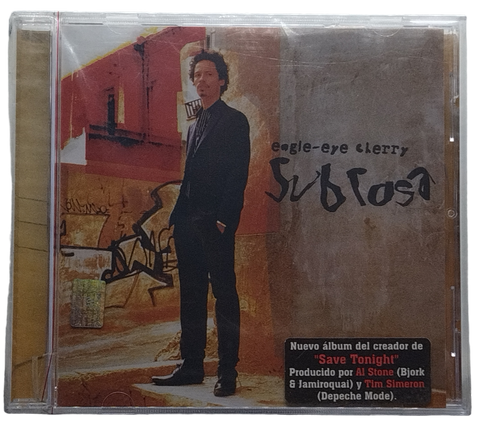 eagle-eye cherry
Sub rosa
Nuevo álbum del creador de
"Save Tonight"
Producido por Al Stone (Bjork
& Jamiroquai) y Tim Simeron
(Depeche Mode).